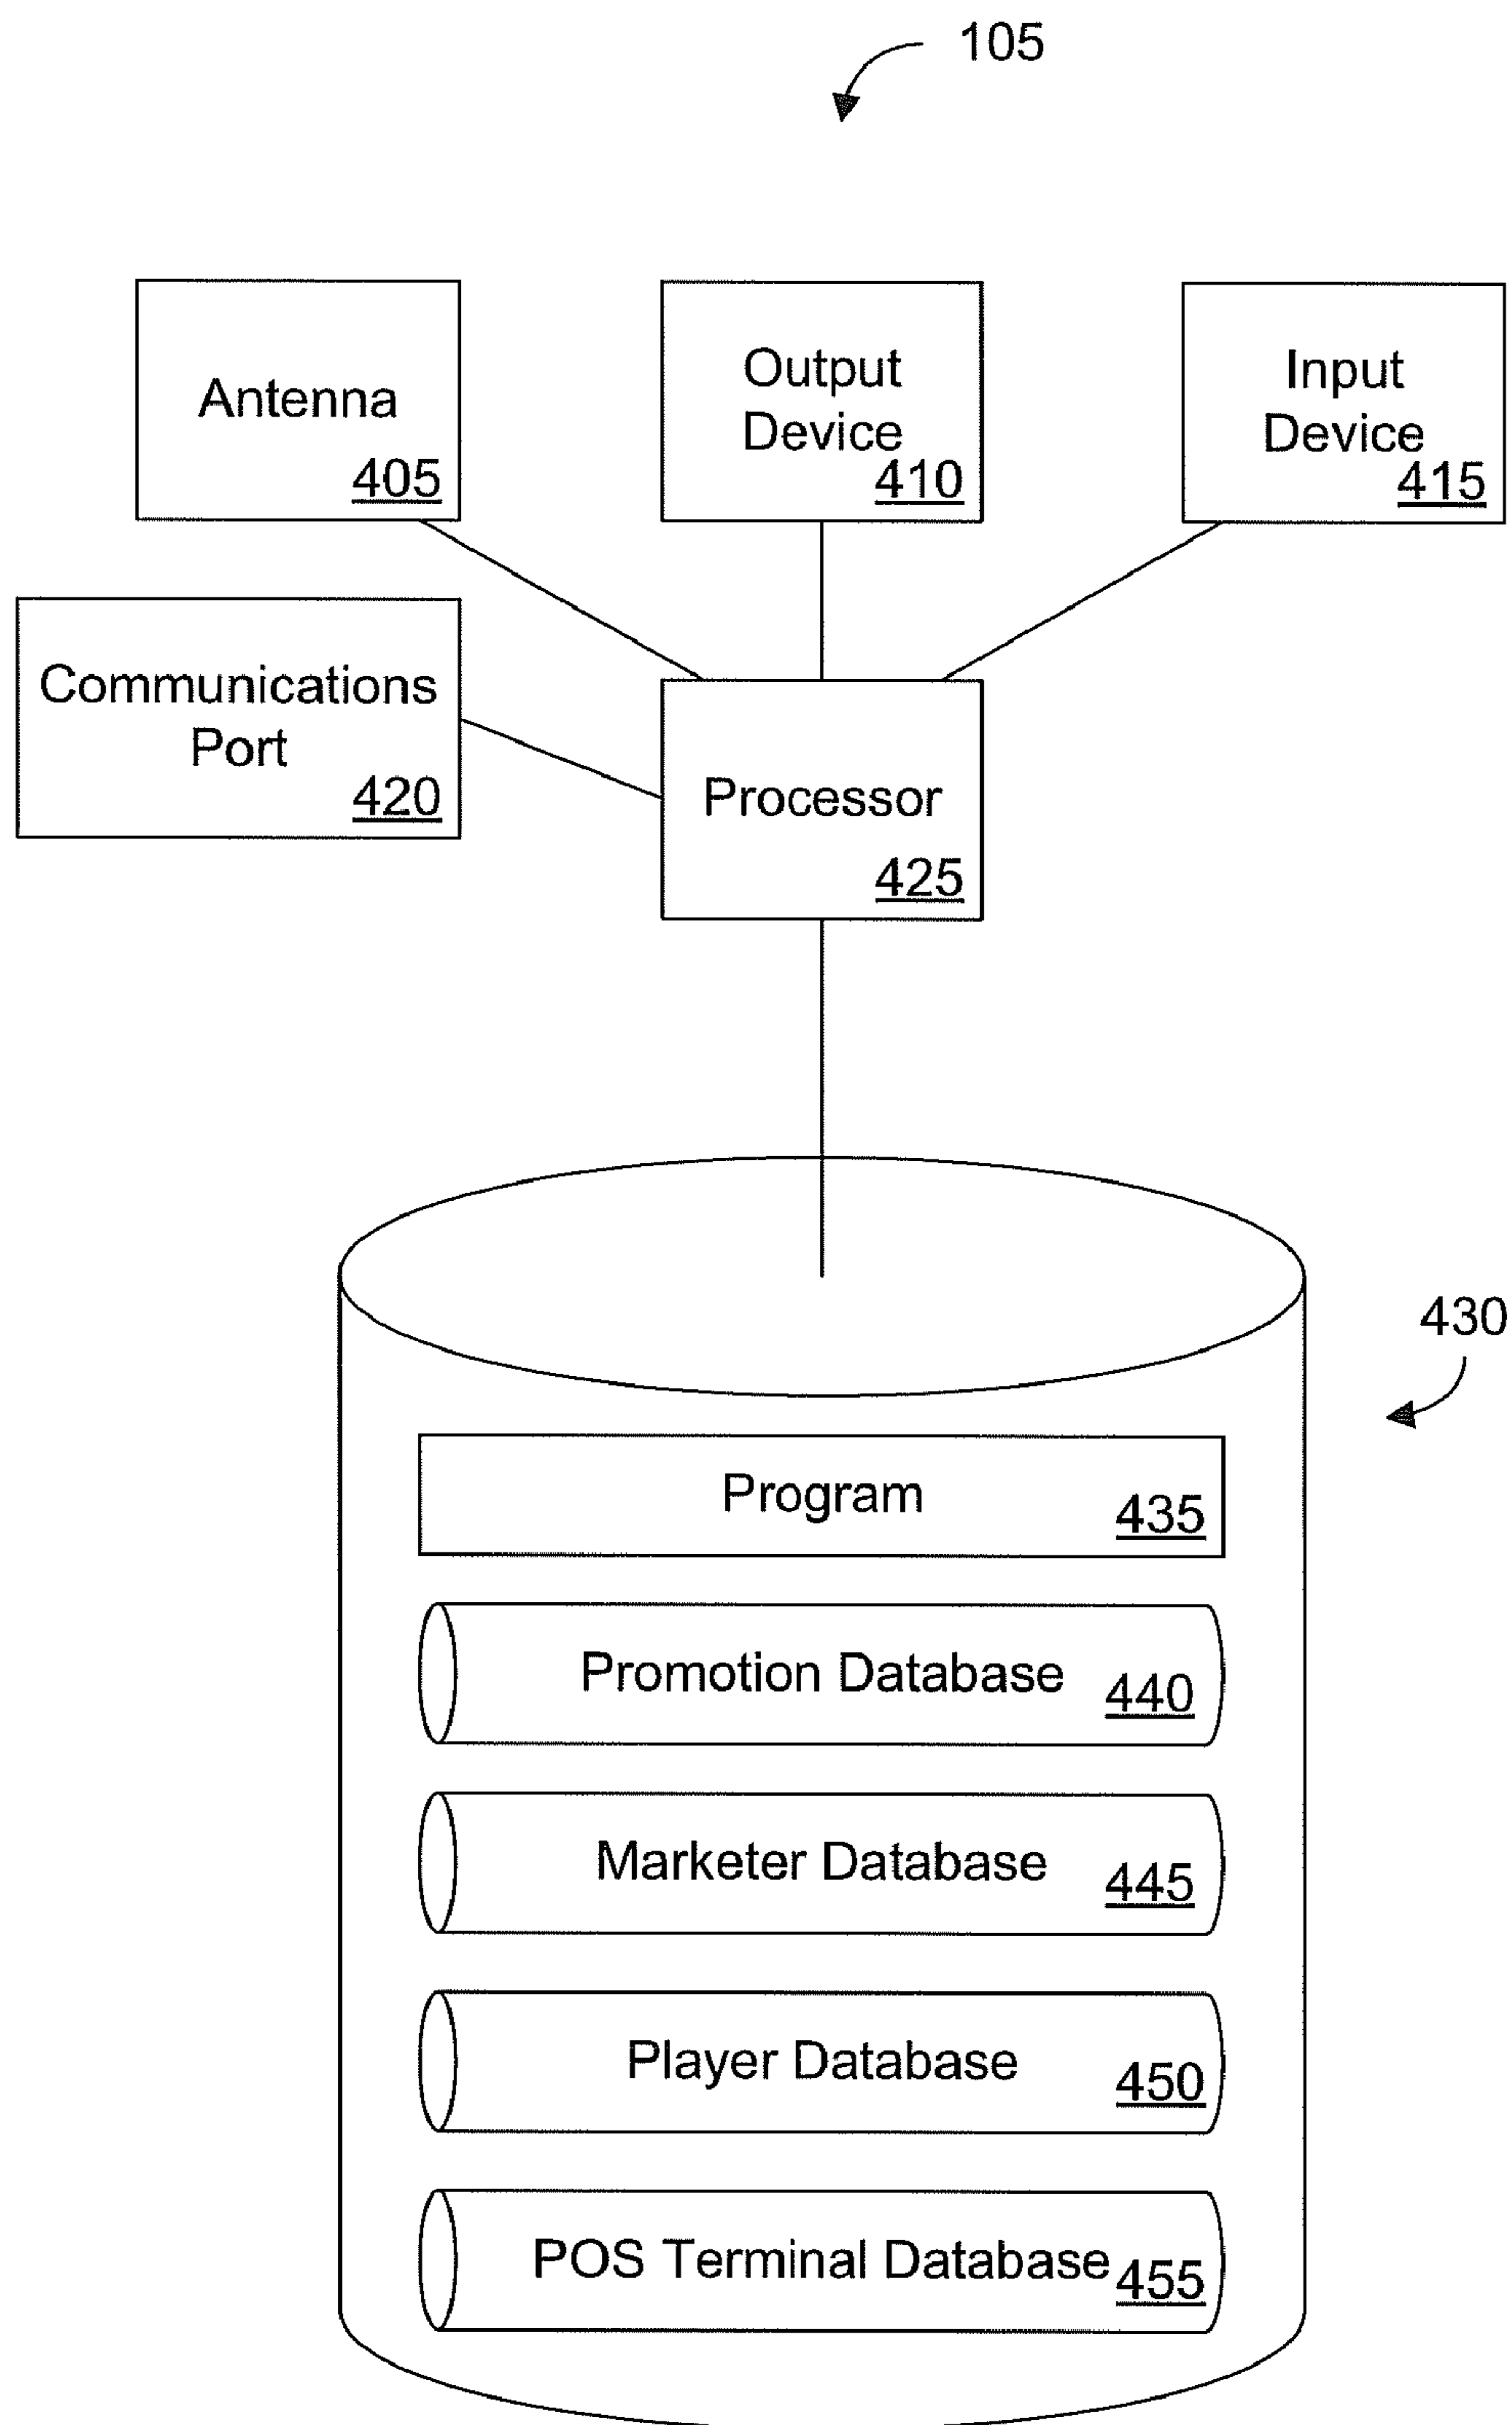 105
Antenna
405
Output
Device
410
Input
Device
415
Communications
Port
420
Processor
425
430
Program
435
Promotion Database
440
Marketer Database
445
Player Database
450
POS Terminal Database
455